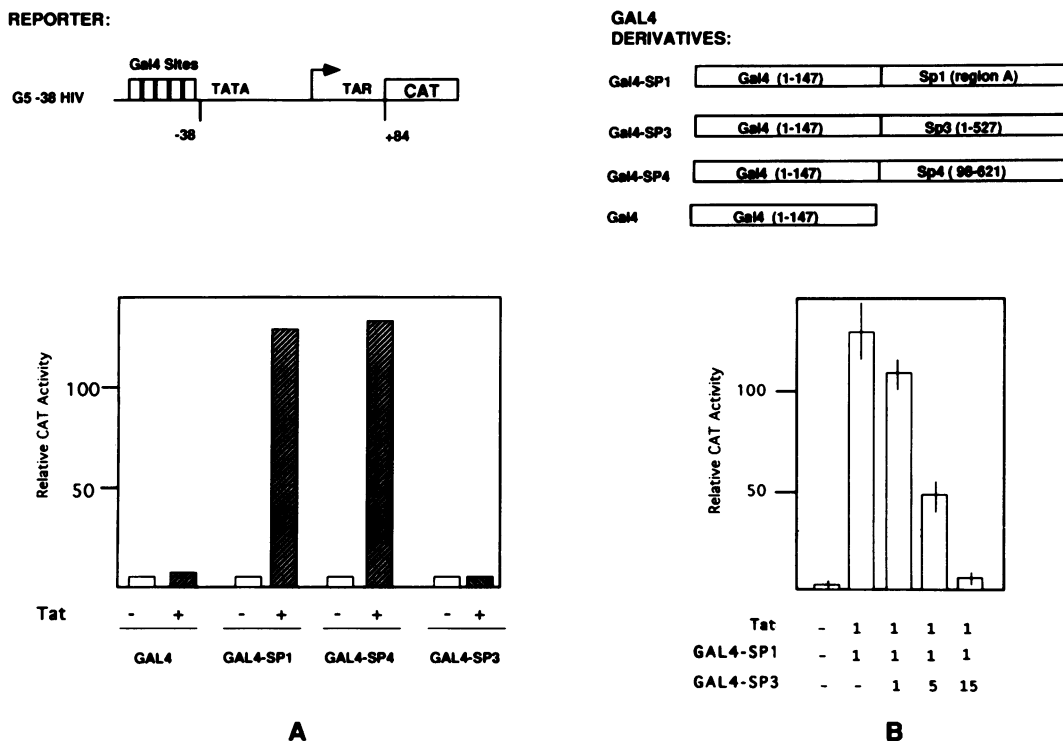 REPORTER:
Gal4 Sites
G5 -38 HIV
TATA
TAR
CAT
-38
+84
GAL4
DERIVATIVES:
Gal4-SP1
Gal4 (1-147)
Sp1 (region A)
Gal4-SP3
Gal4 (1-147)
Sp3 (1-527)
Gal4-SP4
Gal4 (1-147)
Sp4 ( 98-621)
Gal4
Gal4 (1-147)
Relative CAT Activity
100
50
Tat - + - + - + - +
GAL4 GAL4-SP1 GAL4-SP4 GAL4-SP3
A
Relative CAT Activity
100
50
Tat - 1 1 1 1
GAL4-SP1 - 1 1 1 1
GAL4-SP3 - - 1 5 15
B